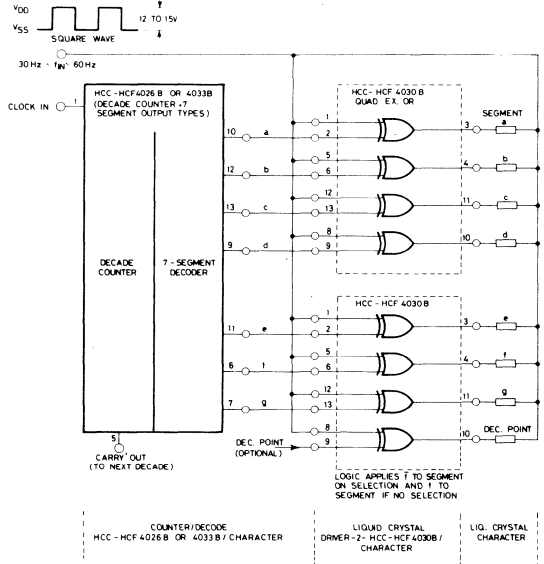 VDD
VSS
12 TO 15V
SQUARE WAVE
30 Hz < fIN < 60 Hz
CLOCK IN
1
HCC-HCF4026 B OR 4033B
(DECADE COUNTER +7
SEGMENT OUTPUT TYPES)
DECADE
COUNTER
7-SEGMENT
DECODER
10 a
12 b
13 c
9 d
11 e
6 f
7 g
5
CARRY OUT
(TO NEXT DECADE)
HCC-HCF 4030 B
QUAD EX. OR
1
2
5
6
12
13
8
9
SEGMENT
3 a
4 b
11 c
10 d
HCC-HCF 4030B
1
2
5
6
12
13
8
9
DEC. POINT
(OPTIONAL)
3 e
4 f
11 g
10 DEC. POINT
LOGIC APPLIES f̅ TO SEGMENT
ON SELECTION AND f TO
SEGMENT IF NO SELECTION
COUNTER/DECODE
HCC-HCF 4026 B OR 4033 B / CHARACTER
LIQUID CRYSTAL
DRIVER-2-HCC-HCF4030B/
CHARACTER
LIQ. CRYSTAL
CHARACTER